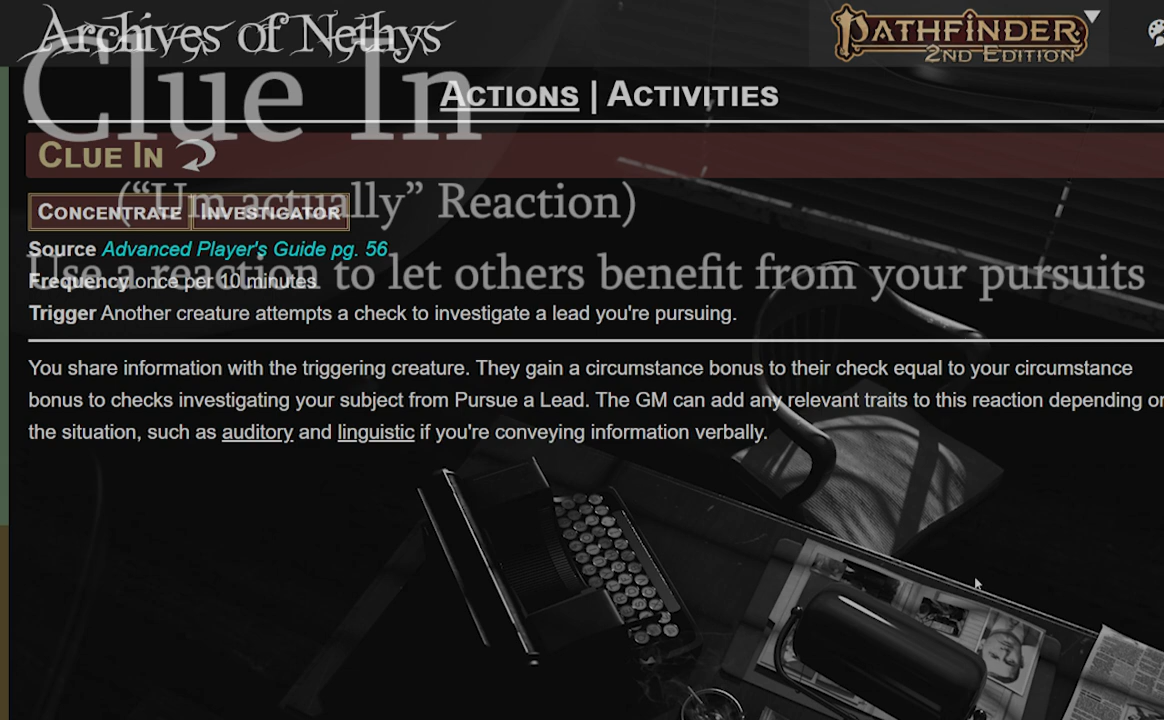 Archives of Nethys
PATHFINDER
2ND EDITION
Clue In
ACTIONS | ACTIVITIES
CLUE IN
("Um actually" Reaction)
CONCENTRATE INVESTIGATOR
Source Advanced Player's Guide pg. 56
Use a reaction to let others benefit from your pursuits
Frequency once per 10 minutes
Trigger Another creature attempts a check to investigate a lead you're pursuing.
You share information with the triggering creature. They gain a circumstance bonus to their check equal to your circumstance
bonus to checks investigating your subject from Pursue a Lead. The GM can add any relevant traits to this reaction depending on
the situation, such as auditory and linguistic if you're conveying information verbally.